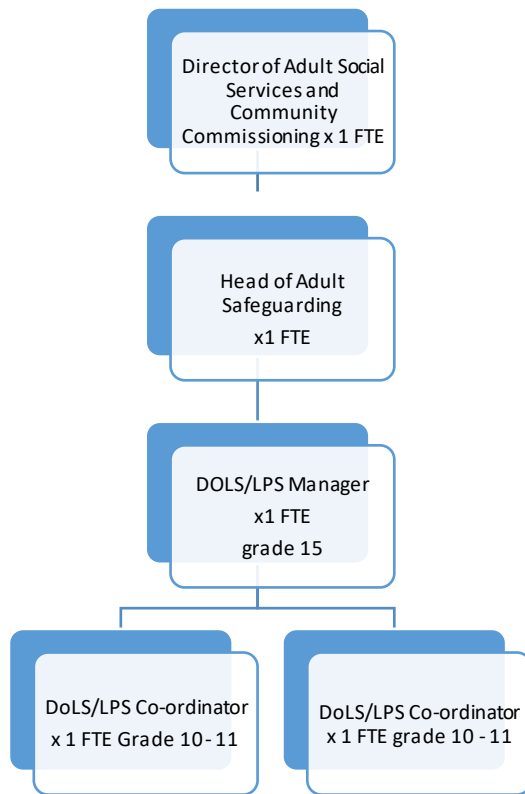 Director of Adult Social
Services and
Community
Commissioning x 1 FTE
Head of Adult
Safeguarding
x1 FTE
DOLS/LPS Manager
x1 FTE
grade 15
DoLS/LPS Co-ordinator
x 1 FTE Grade 10 - 11
DoLS/LPS Co-ordinator
x 1 FTE grade 10 - 11